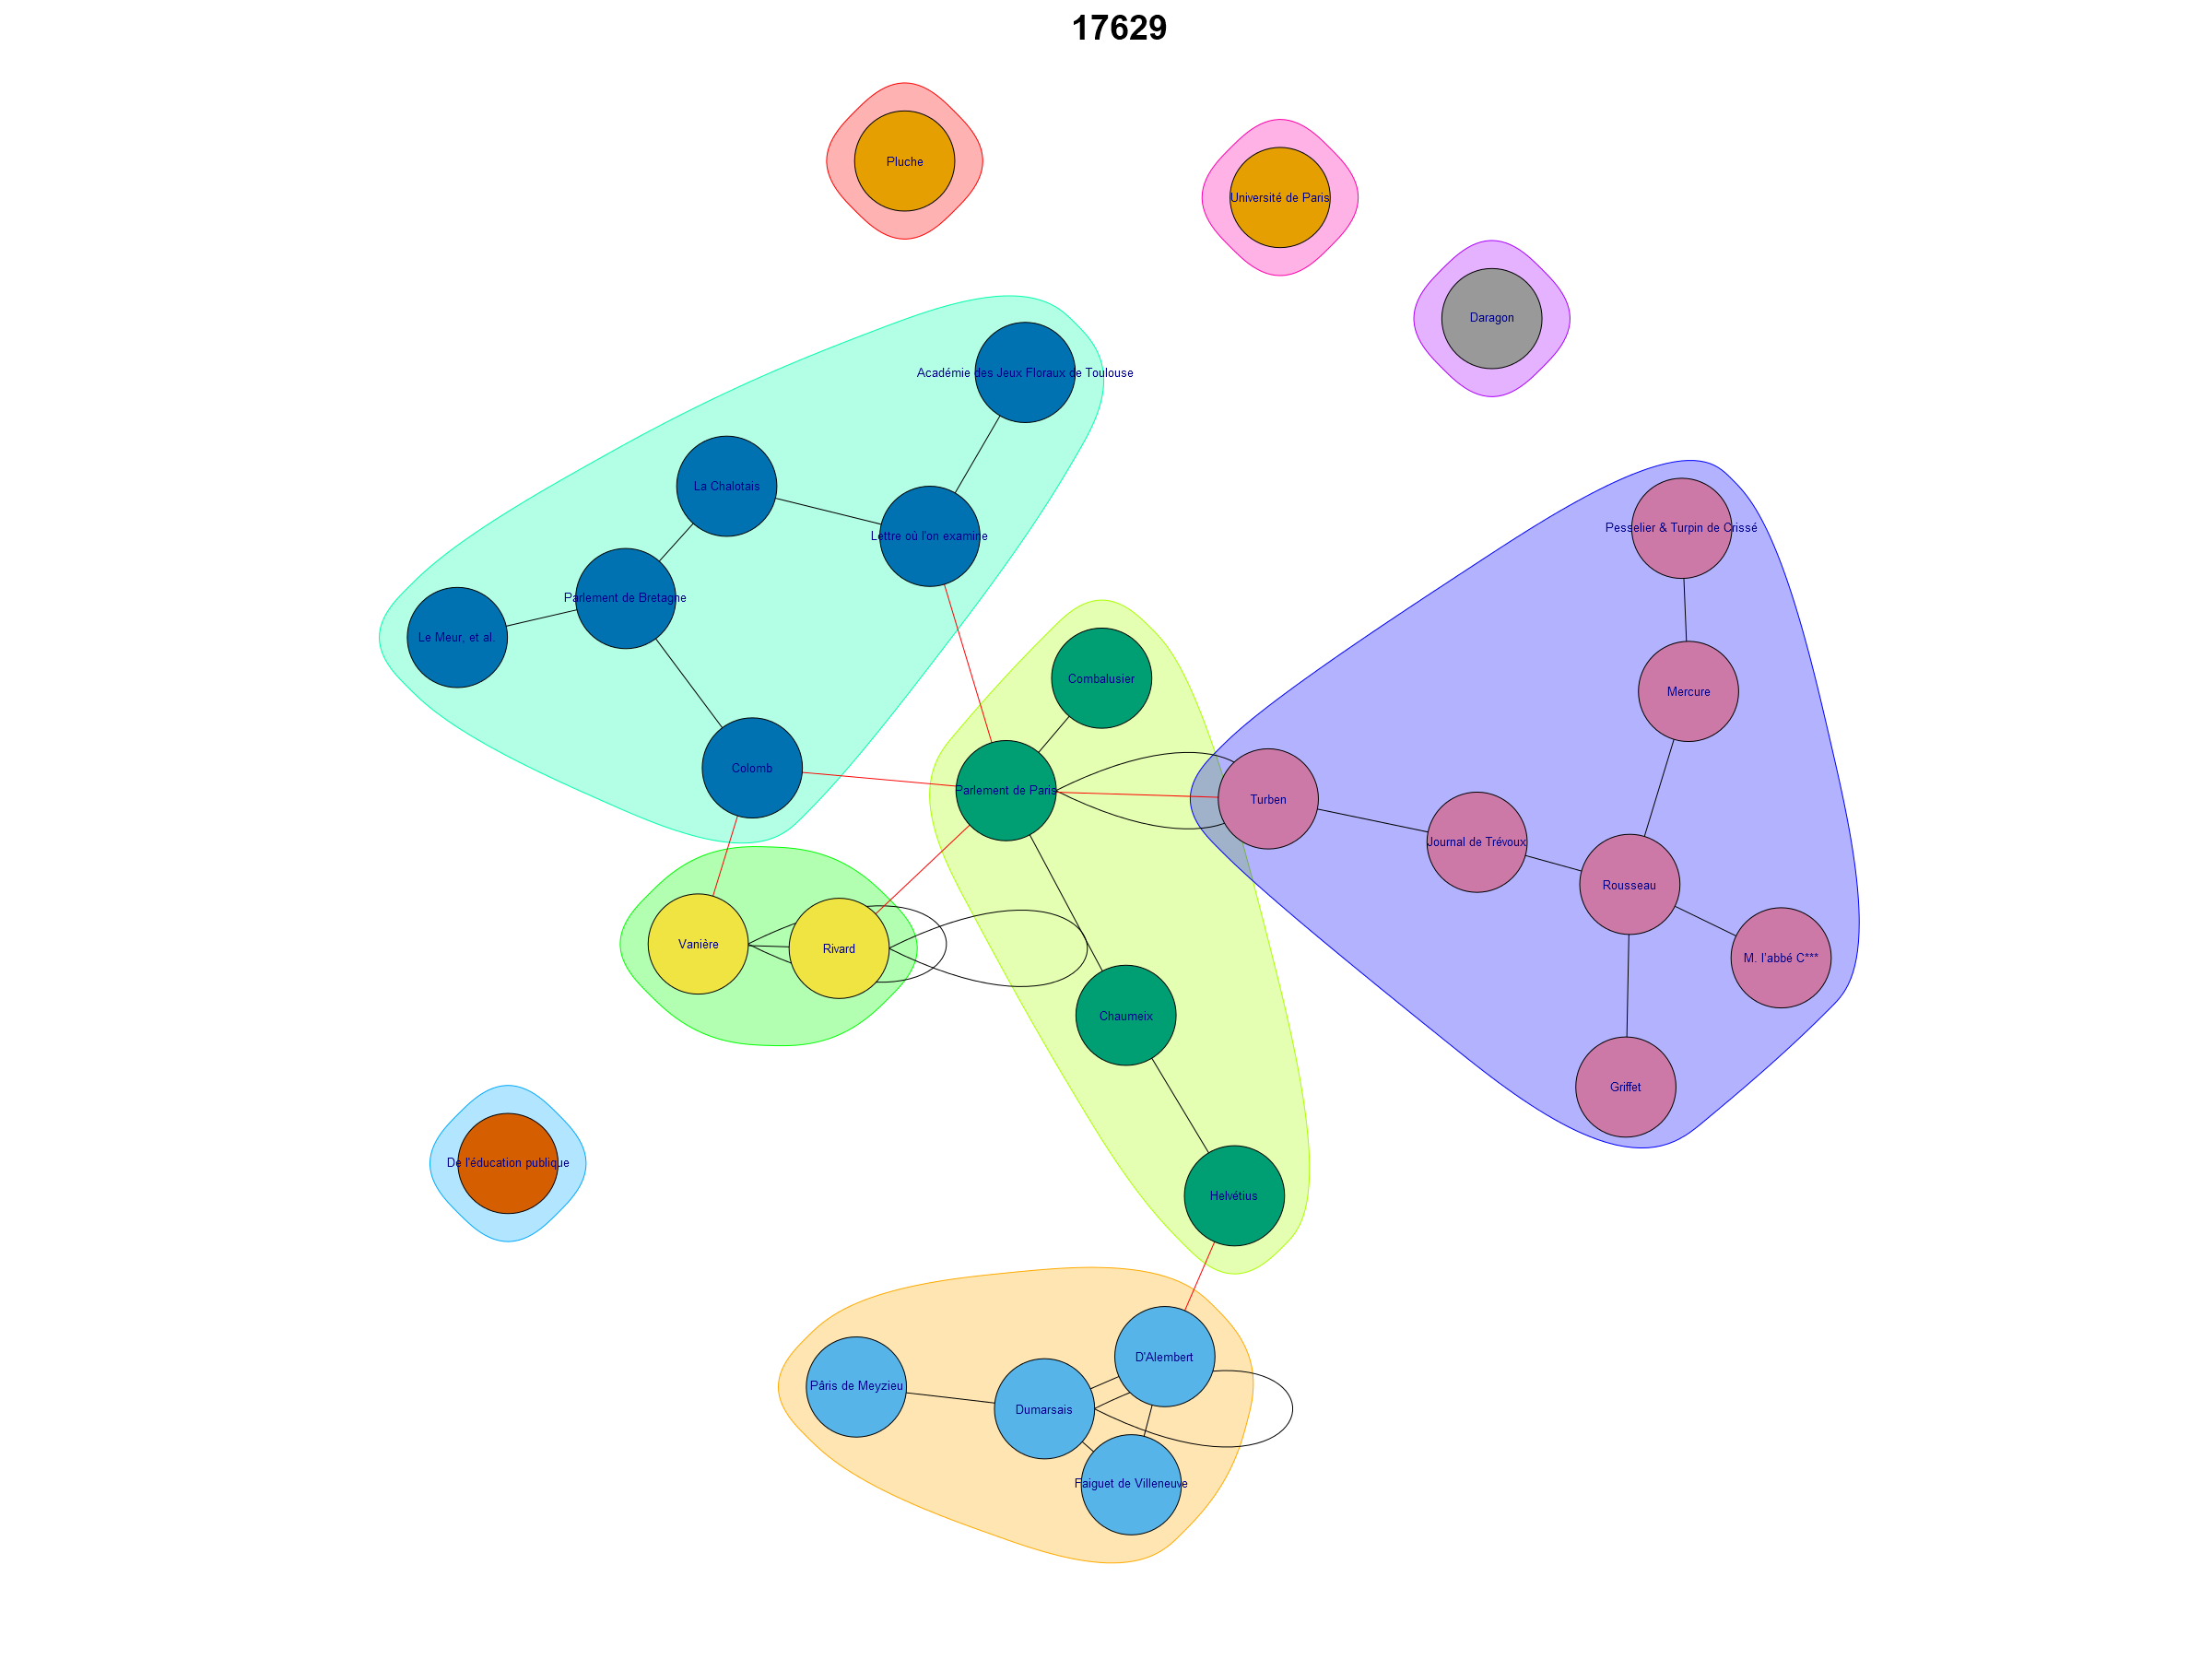 17629
Pluche
Université de Paris
Daragon
Académie des Jeux Floraux de Toulouse
La Chalotais
Lettre où l'on examine
Pesselier & Turpin de Crissé
Parlement de Bretagne
Le Meur, et al.
Combalusier
Mercure
Colomb
Parlement de Paris
Turben
Journal de Trévoux
Rousseau
Vanière
Rivard
M. l'abbé C***
Chaumeix
Griffet
De l'éducation publique
Helvétius
D'Alembert
Pâris de Meyzieu
Dumarsais
Faiguet de Villeneuve